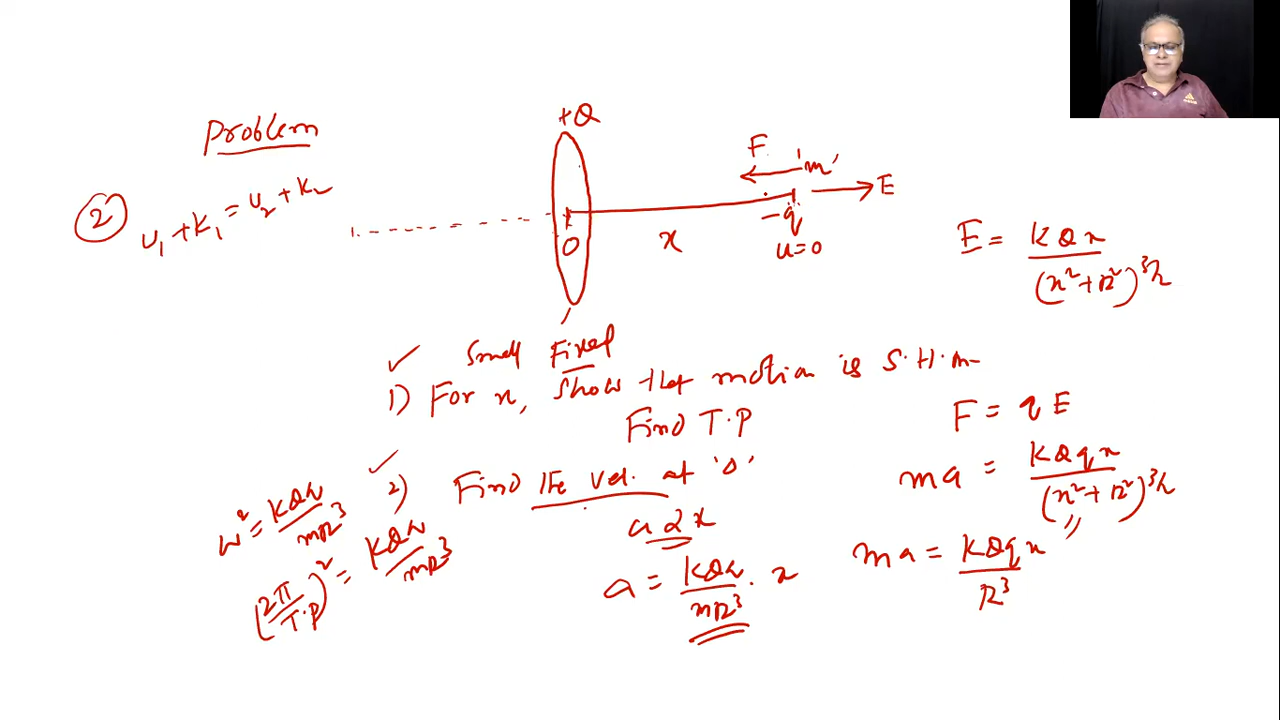 Problem
+Q
②
U₁ + K₁ = U₂ + K₂
F
'm'
E
-q
O
x
u=0
E = KQx / (x² + R²)^3/2
✓ Small Fixed
1) For x, show that motion is S.H.M
Find T.P
F = qE
✓ 2) Find the vel. at 'O'
ma = KQqx / (x² + R²)^3/2
a α x
ω² = KQq / mR³
(2π / T.P)² = KQq / mR³
a = KQq / mR³ . x
ma = KQqx / R³